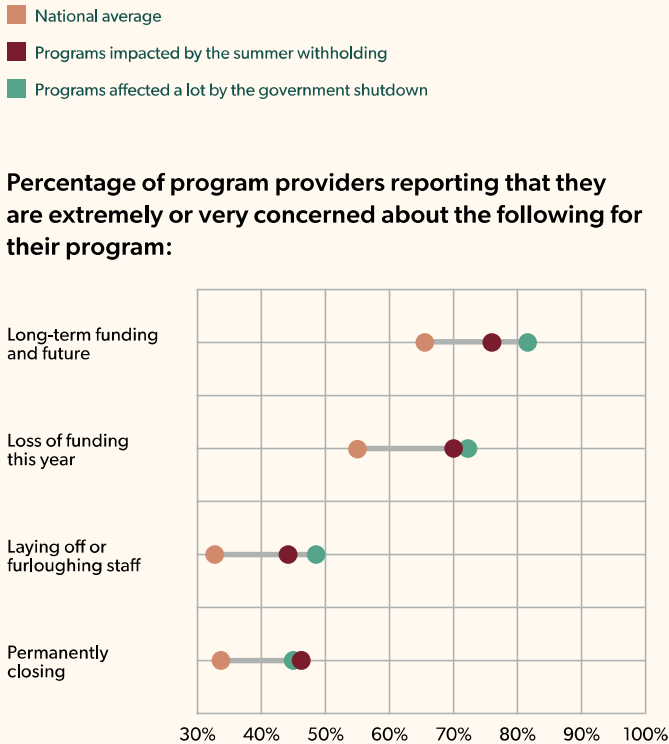 National average
Programs impacted by the summer withholding
Programs affected a lot by the government shutdown
Percentage of program providers reporting that they
are extremely or very concerned about the following for
their program:
Long-term funding
and future
Loss of funding
this year
Laying off or
furloughing staff
Permanently
closing
30% 40% 50% 60% 70% 80% 90% 100%